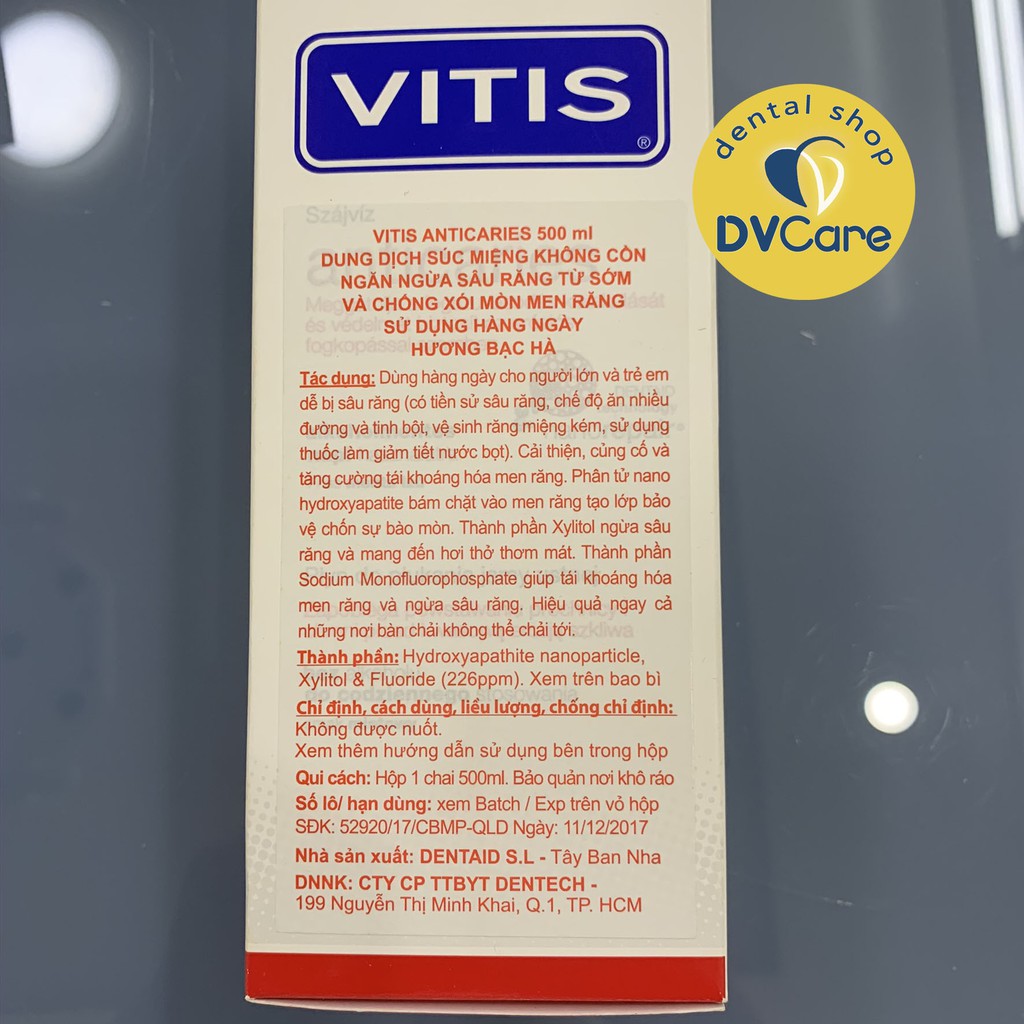 VITIS
®
dental shop
DVCare
Szájvíz
VITIS ANTICARIES 500 ml
DUNG DỊCH SÚC MIỆNG KHÔNG CỒN
NGĂN NGỪA SÂU RĂNG TỪ SỚM
VÀ CHỐNG XÓI MÒN MEN RĂNG
SỬ DỤNG HÀNG NGÀY
HƯƠNG BẠC HÀ
Tác dụng: Dùng hàng ngày cho người lớn và trẻ em
dễ bị sâu răng (có tiền sử sâu răng, chế độ ăn nhiều
đường và tinh bột, vệ sinh răng miệng kém, sử dụng
thuốc làm giảm tiết nước bọt). Cải thiện, củng cố và
tăng cường tái khoáng hóa men răng. Phân tử nano
hydroxyapatite bám chặt vào men răng tạo lớp bảo
vệ chốn sự bào mòn. Thành phần Xylitol ngừa sâu
răng và mang đến hơi thở thơm mát. Thành phần
Sodium Monofluorophosphate giúp tái khoáng hóa
men răng và ngừa sâu răng. Hiệu quả ngay cả
những nơi bàn chải không thể chải tới.
Thành phần: Hydroxyapathite nanoparticle,
Xylitol & Fluoride (226ppm). Xem trên bao bì
Chỉ định, cách dùng, liều lượng, chống chỉ định:
Không được nuốt.
Xem thêm hướng dẫn sử dụng bên trong hộp
Qui cách: Hộp 1 chai 500ml. Bảo quản nơi khô ráo
Số lô/ hạn dùng: xem Batch / Exp trên vỏ hộp
SĐK: 52920/17/CBMP-QLD Ngày: 11/12/2017
Nhà sản xuất: DENTAID S.L - Tây Ban Nha
DNNK: CTY CP TTBYT DENTECH -
199 Nguyễn Thị Minh Khai, Q.1, TP. HCM